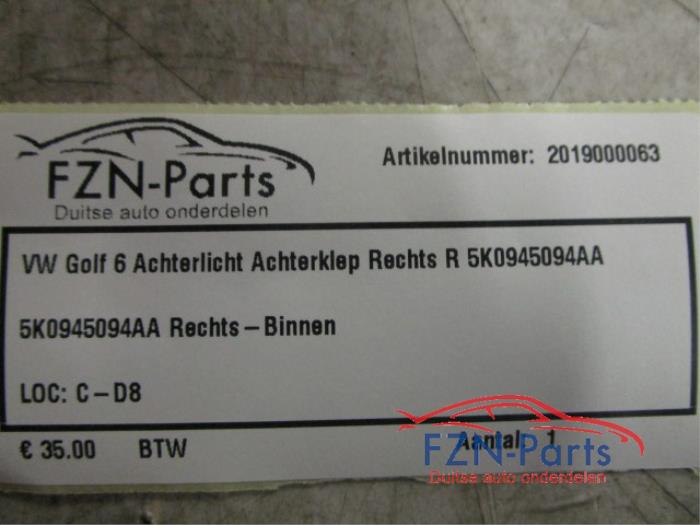 FZN-Parts
Duitse auto onderdelen
Artikelnummer: 2019000063
VW Golf 6 Achterlicht Achterklep Rechts R 5K0945094AA
5K0945094AA Rechts – Binnen
LOC: C – D8
€ 35.00 BTW Aantal: 1
FZN-Parts
Duitse auto onderdelen